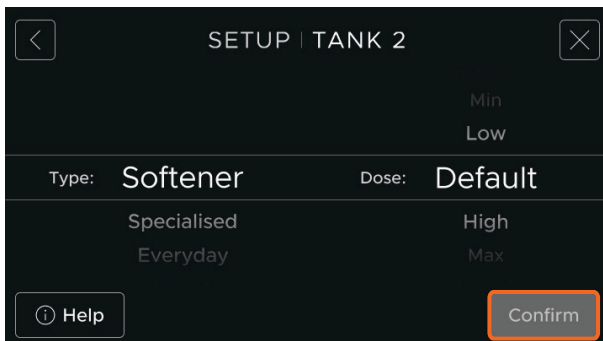 SETUP | TANK 2
Min
Low
Type: Softener Dose: Default
Specialised High
Everyday Max
Help Confirm